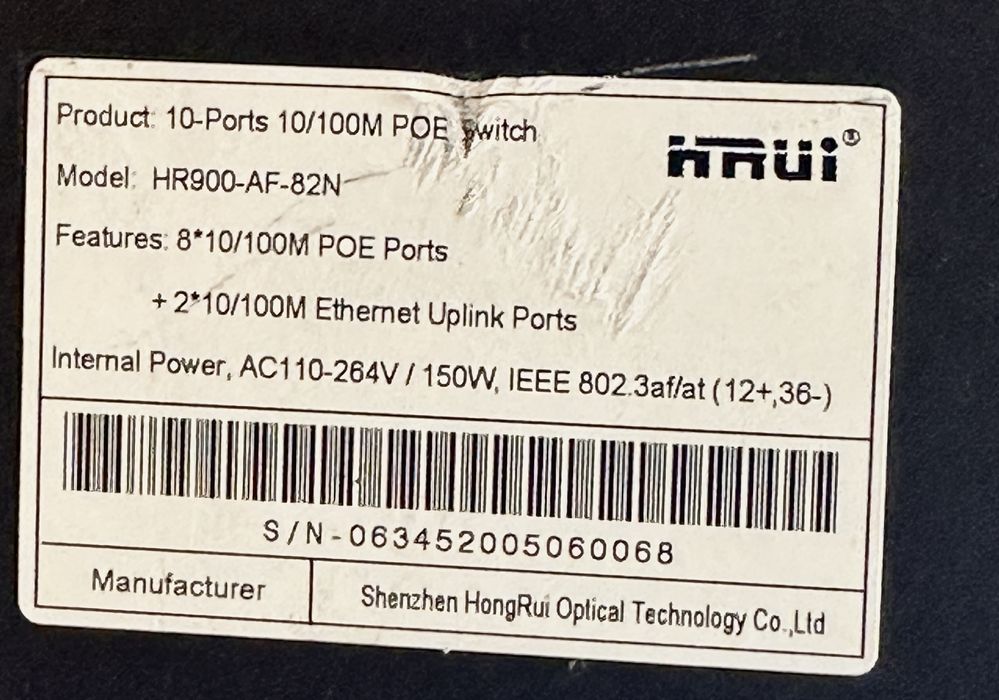 Product: 10-Ports 10/100M POE Switch
HRUI®
Model: HR900-AF-82N
Features: 8*10/100M POE Ports
+ 2*10/100M Ethernet Uplink Ports
Internal Power, AC110-264V / 150W, IEEE 802.3af/at (12+,36-)
S/N-063452005060068
Manufacturer
Shenzhen HongRui Optical Technology Co.,Ltd